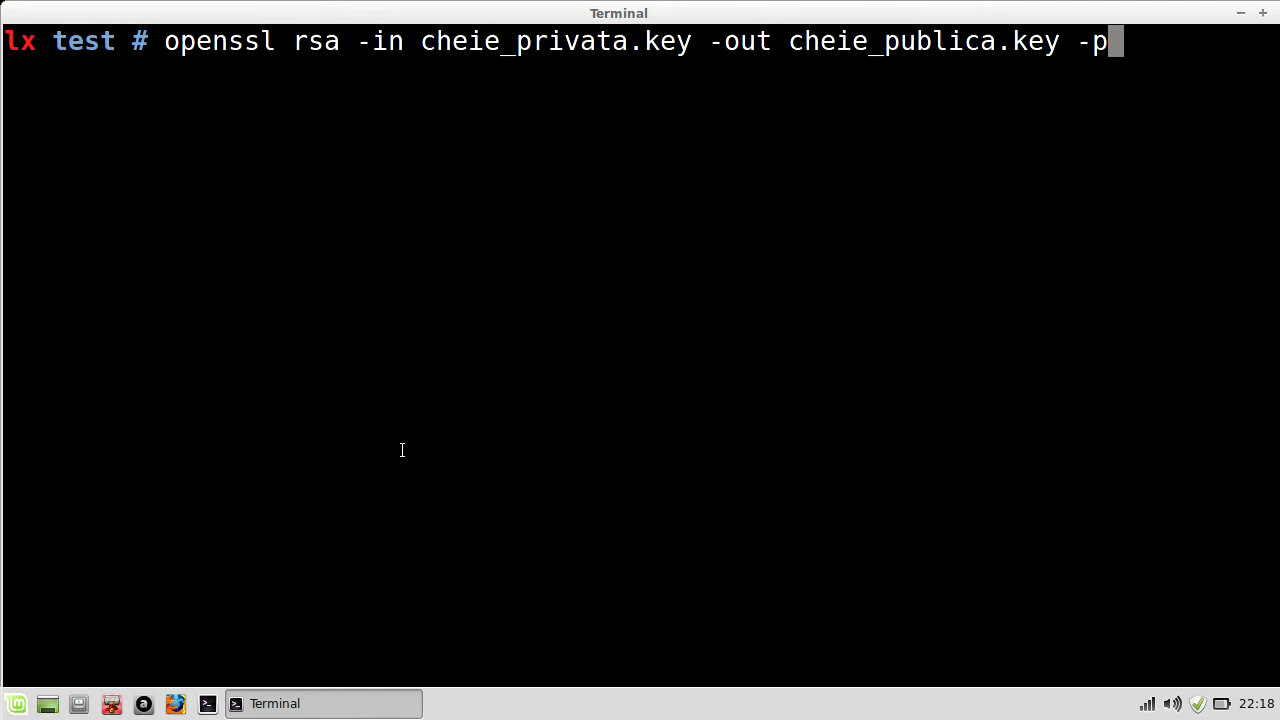 Terminal
lx test # openssl rsa -in cheie_privata.key -out cheie_publica.key -p
Terminal
22:18